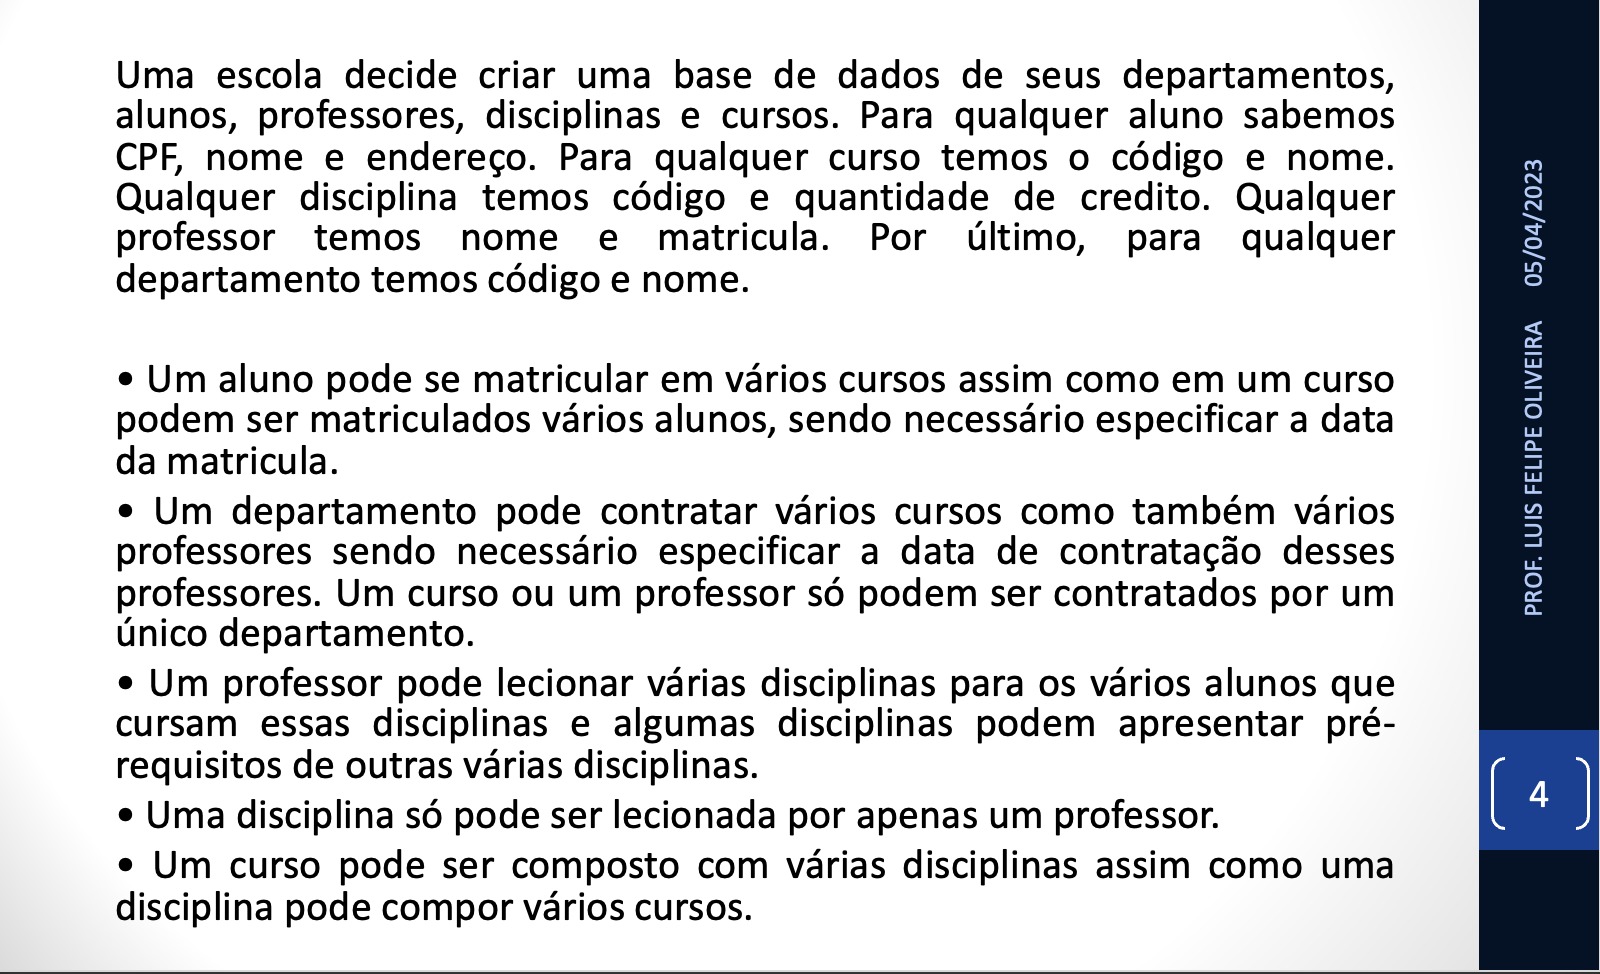 Uma escola decide criar uma base de dados de seus departamentos,
alunos, professores, disciplinas e cursos. Para qualquer aluno sabemos
CPF, nome e endereço. Para qualquer curso temos o código e nome.
Qualquer disciplina temos código e quantidade de credito. Qualquer
professor temos nome e matricula. Por último, para qualquer
departamento temos código e nome.
• Um aluno pode se matricular em vários cursos assim como em um curso
podem ser matriculados vários alunos, sendo necessário especificar a data
da matricula.
• Um departamento pode contratar vários cursos como também vários
professores sendo necessário especificar a data de contratação desses
professores. Um curso ou um professor só podem ser contratados por um
único departamento.
• Um professor pode lecionar várias disciplinas para os vários alunos que
cursam essas disciplinas e algumas disciplinas podem apresentar pré-
requisitos de outras várias disciplinas.
• Uma disciplina só pode ser lecionada por apenas um professor.
• Um curso pode ser composto com várias disciplinas assim como uma
disciplina pode compor vários cursos.
PROF. LUIS FELIPE OLIVEIRA 05/04/2023
4